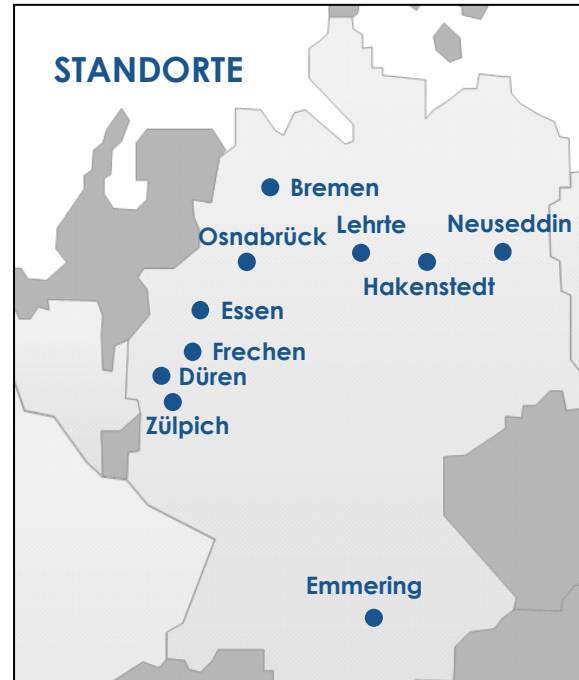 STANDORTE
Bremen
Lehrte
Neuseddin
Osnabrück
Hakenstedt
Essen
Frechen
Düren
Zülpich
Emmering